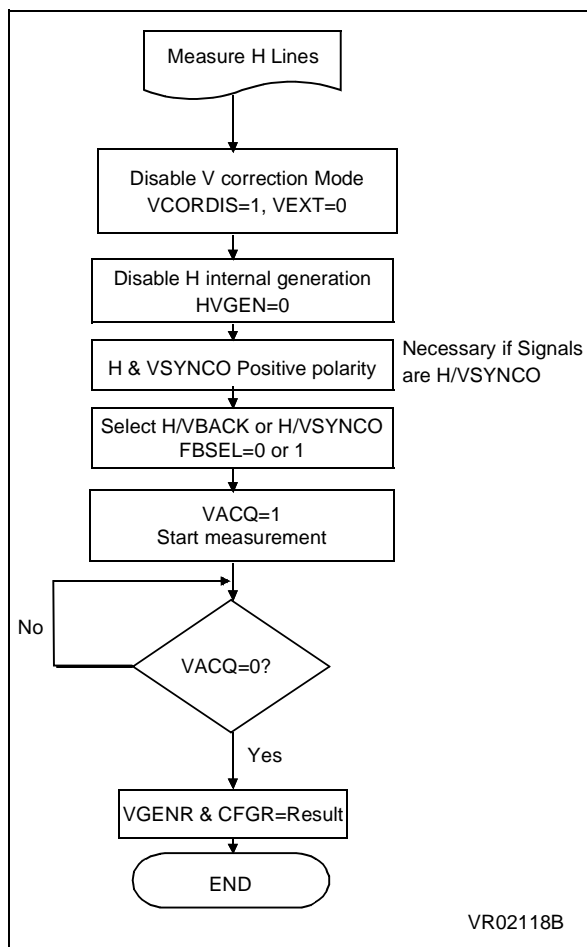 Measure H Lines
Disable V correction Mode
VCORDIS=1, VEXT=0
Disable H internal generation
HVGEN=0
H & VSYNCO Positive polarity
Necessary if Signals
are H/VSYNCO
Select H/VBACK or H/VSYNCO
FBSEL=0 or 1
VACQ=1
Start measurement
No
VACQ=0?
Yes
VGENR & CFGR=Result
END
VR02118B